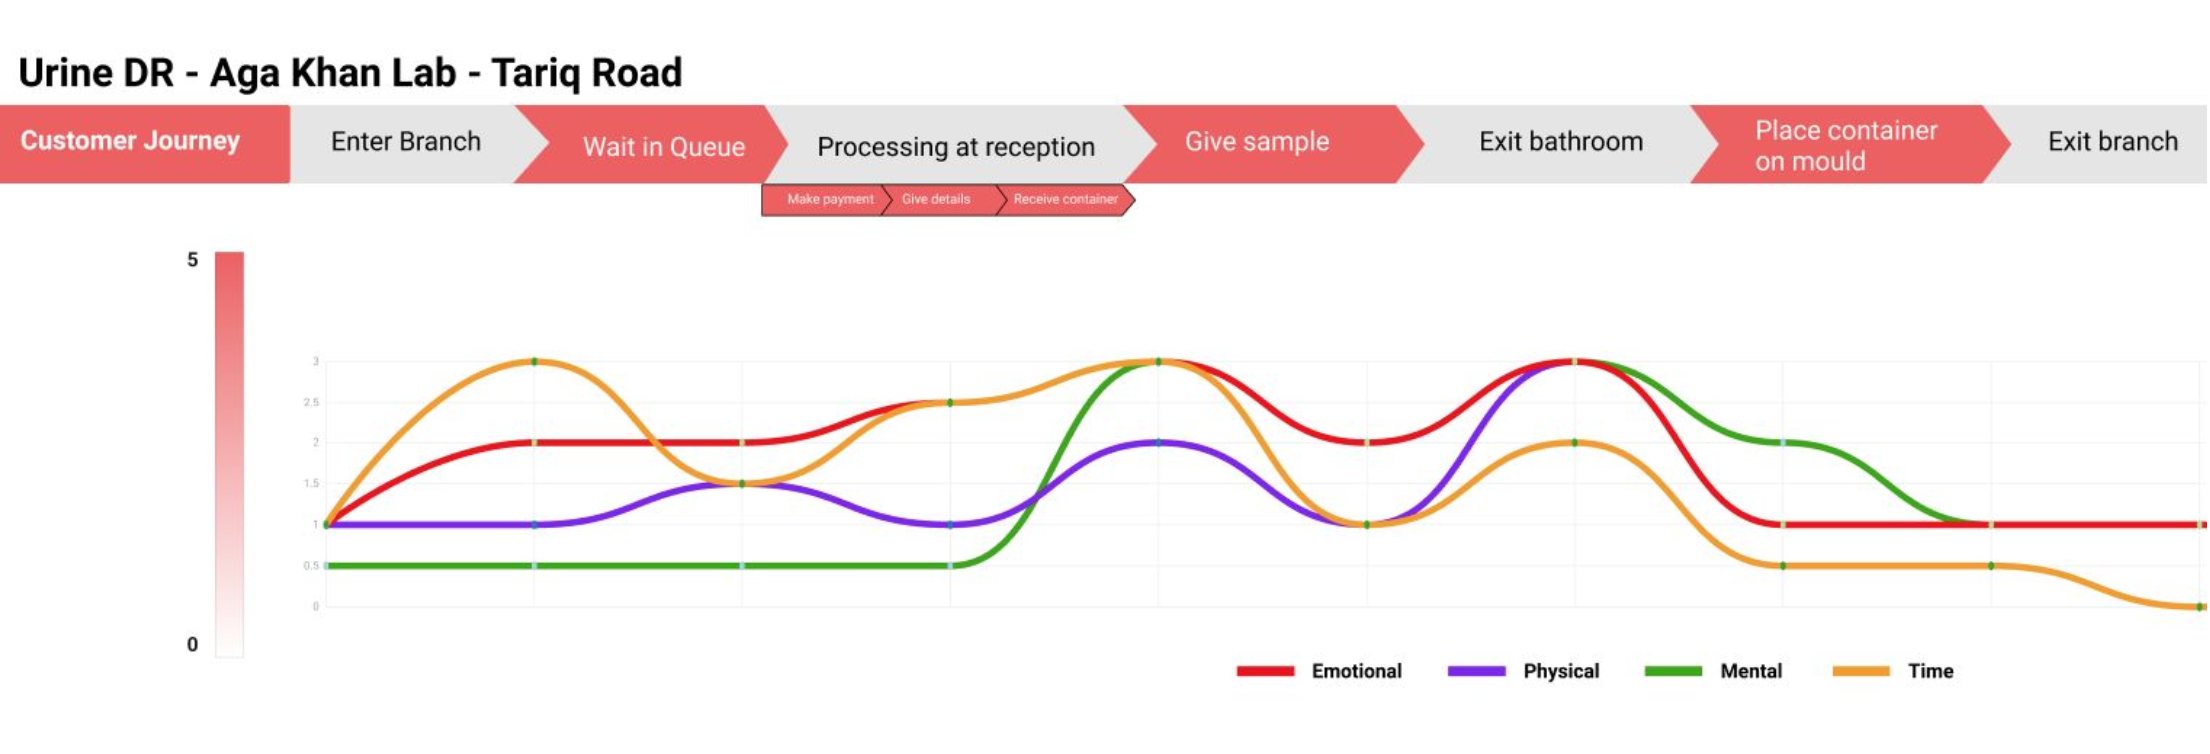 Urine DR - Aga Khan Lab - Tariq Road
Customer Journey
Enter Branch
Wait in Queue
Processing at reception
Give sample
Exit bathroom
Place container
on mould
Exit branch
Make payment
Give details
Receive container
5
0
3
2.5
2
1.5
1
0.5
0
Emotional
Physical
Mental
Time